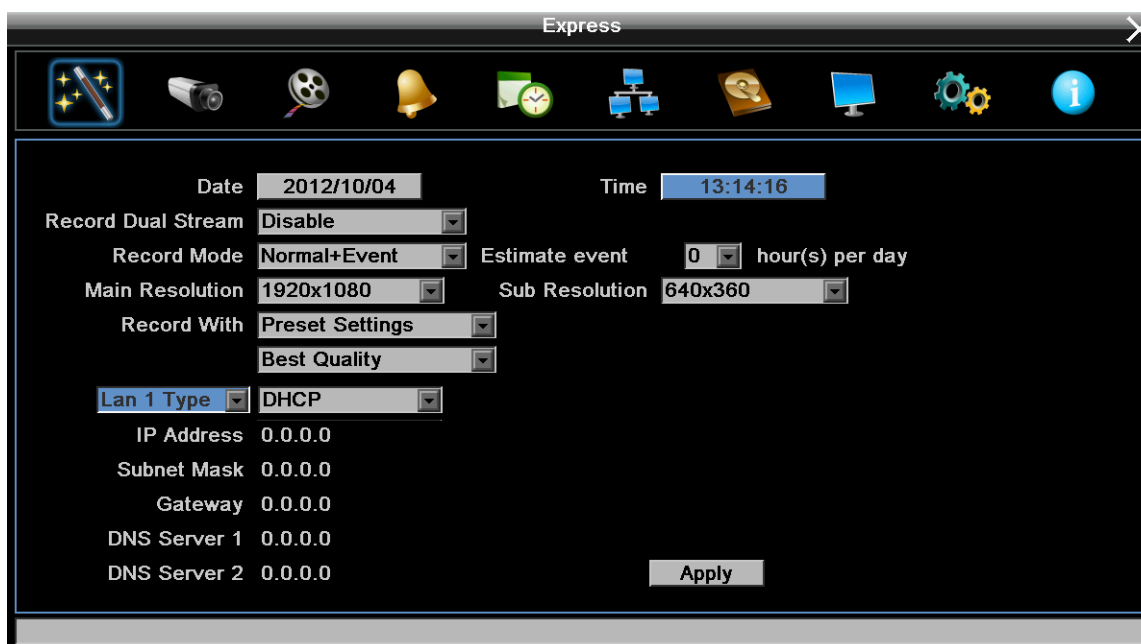 Express
Date 2012/10/04 Time 13:14:16
Record Dual Stream Disable
Record Mode Normal+Event Estimate event 0 hour(s) per day
Main Resolution 1920x1080 Sub Resolution 640x360
Record With Preset Settings
Best Quality
Lan 1 Type DHCP
IP Address 0.0.0.0
Subnet Mask 0.0.0.0
Gateway 0.0.0.0
DNS Server 1 0.0.0.0
DNS Server 2 0.0.0.0 Apply